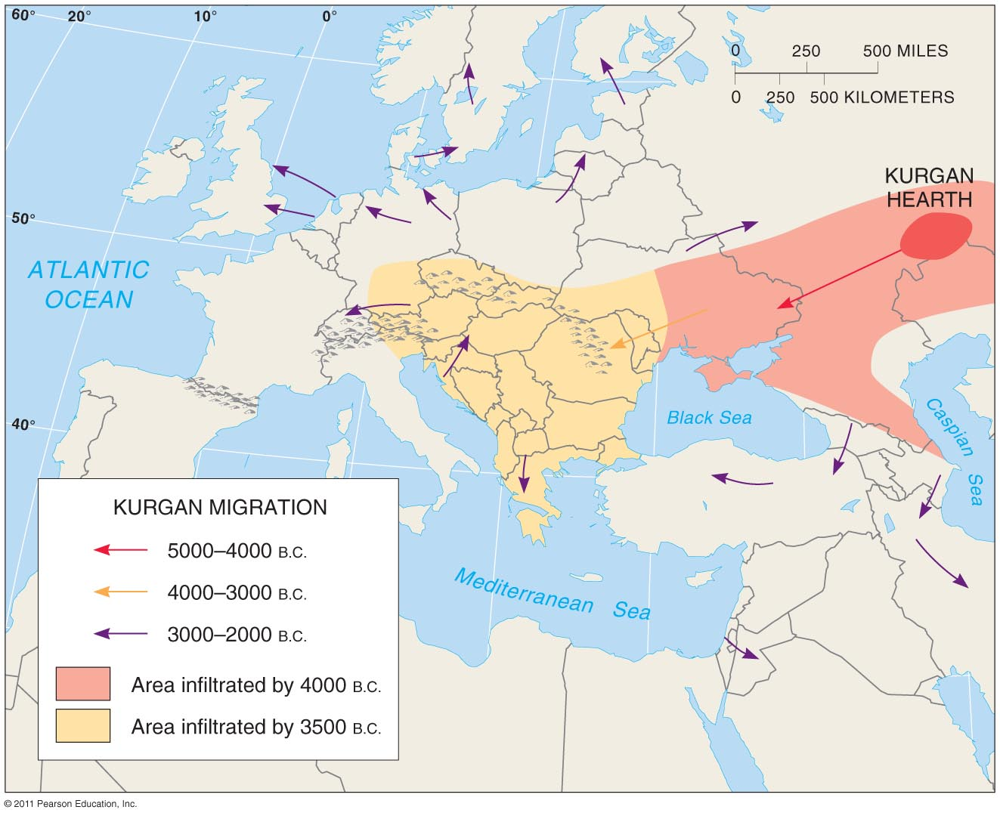 60°
20°
10°
0°
0 250 500 MILES
0 250 500 KILOMETERS
KURGAN
HEARTH
50°
ATLANTIC
OCEAN
40°
Black Sea
Caspian
Sea
Mediterranean Sea
KURGAN MIGRATION
5000–4000 B.C.
4000–3000 B.C.
3000–2000 B.C.
Area infiltrated by 4000 B.C.
Area infiltrated by 3500 B.C.
© 2011 Pearson Education, Inc.